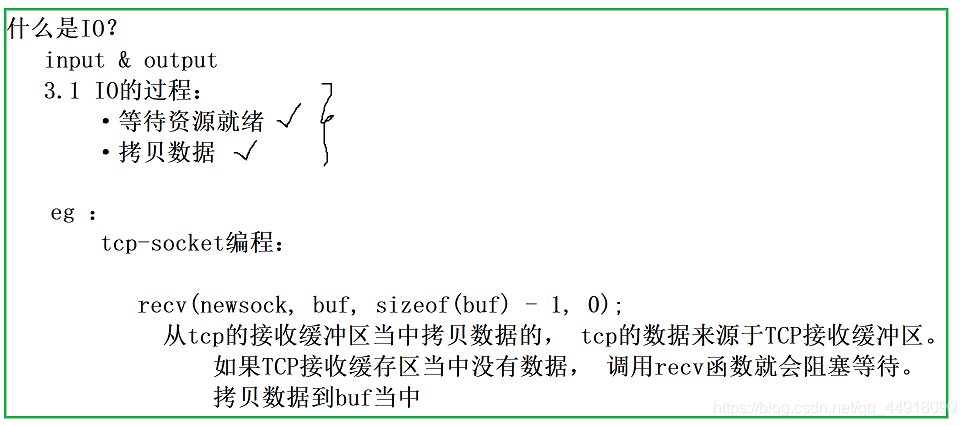 什么是IO？
input & output
3.1 IO的过程：
• 等待资源就绪
• 拷贝数据
eg ：
tcp-socket编程：
recv(newsock, buf, sizeof(buf) - 1, 0);
从tcp的接收缓冲区当中拷贝数据的， tcp的数据来源于TCP接收缓冲区。
如果TCP接收缓存区当中没有数据， 调用recv函数就会阻塞等待。
拷贝数据到buf当中
https://blog.csdn.net/qq_44918090